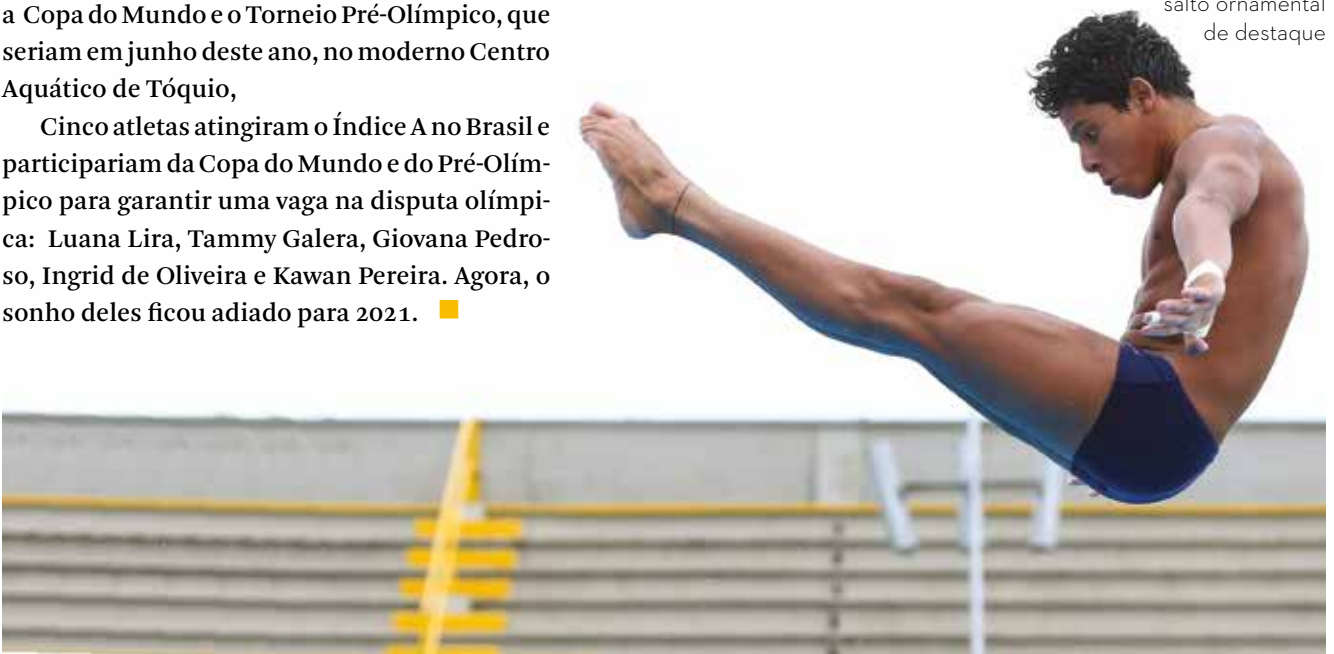 a Copa do Mundo e o Torneio Pré-Olímpico, que
seriam em junho deste ano, no moderno Centro
Aquático de Tóquio,
Cinco atletas atingiram o Índice A no Brasil e
participariam da Copa do Mundo e do Pré-Olím-
pico para garantir uma vaga na disputa olímpi-
ca: Luana Lira, Tammy Galera, Giovana Pedro-
so, Ingrid de Oliveira e Kawan Pereira. Agora, o
sonho deles ficou adiado para 2021.
salto ornamental
de destaque